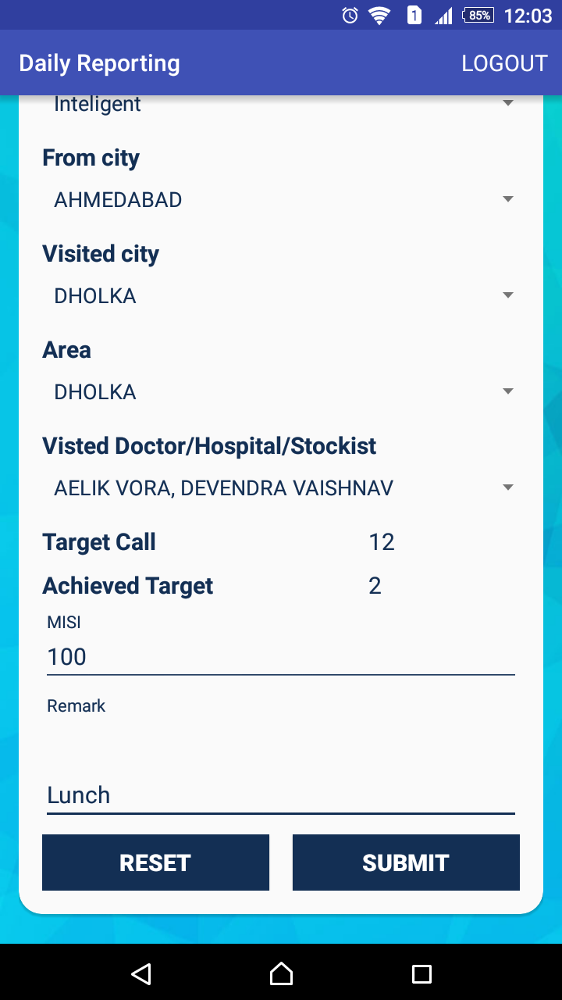 1 85% 12:03
Daily Reporting LOGOUT
Inteligent
From city
AHMEDABAD
Visited city
DHOLKA
Area
DHOLKA
Visted Doctor/Hospital/Stockist
AELIK VORA, DEVENDRA VAISHNAV
Target Call 12
Achieved Target 2
MISI
100
Remark
Lunch
RESET SUBMIT